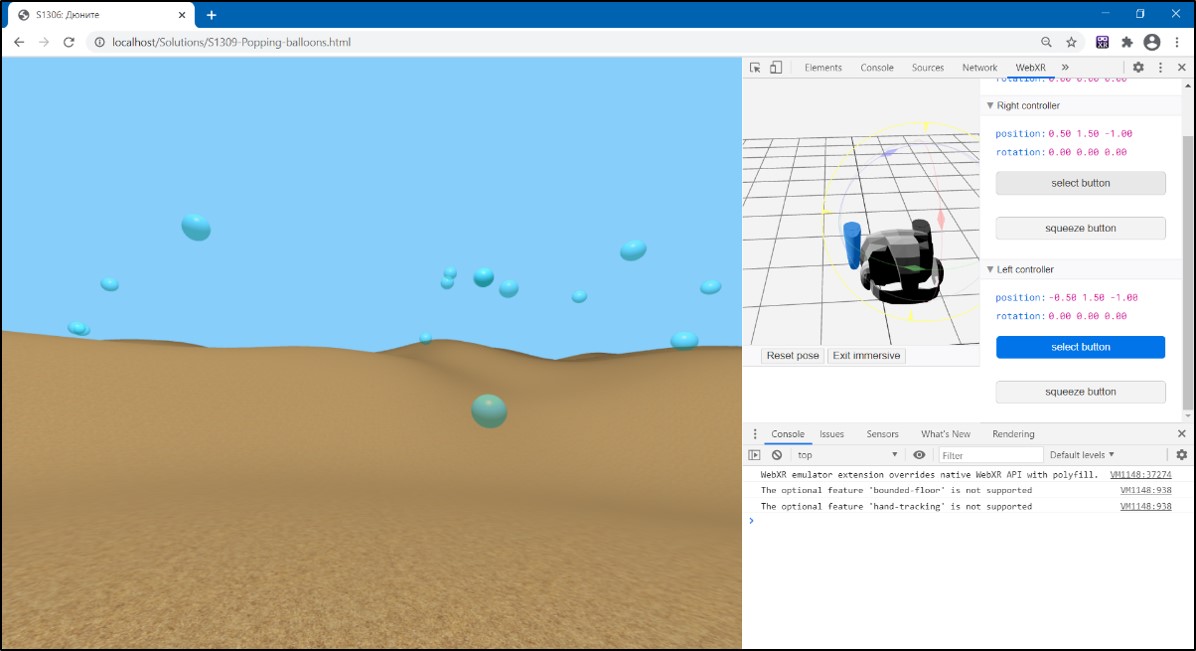 S1306: Дюните
localhost/Solutions/S1309-Popping-balloons.html
Elements Console Sources Network WebXR
rotation: 0.00 0.00 0.00
Right controller
position: 0.50 1.50 -1.00
rotation: 0.00 0.00 0.00
select button
squeeze button
Left controller
position: -0.50 1.50 -1.00
rotation: 0.00 0.00 0.00
select button
squeeze button
Reset pose Exit immersive
Console Issues Sensors What's New Rendering
top Filter Default levels
WebXR emulator extension overrides native WebXR API with polyfill. VM1148:37274
The optional feature 'bounded-floor' is not supported VM1148:938
The optional feature 'hand-tracking' is not supported VM1148:938